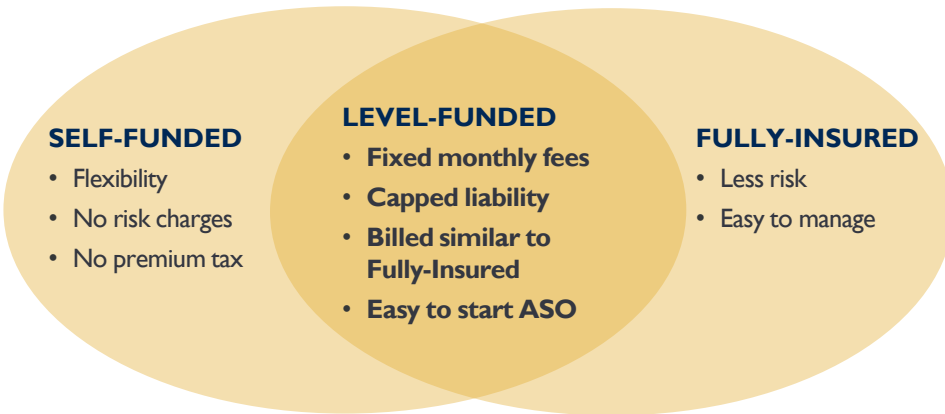 SELF-FUNDED
• Flexibility
• No risk charges
• No premium tax
LEVEL-FUNDED
• Fixed monthly fees
• Capped liability
• Billed similar to
Fully-Insured
• Easy to start ASO
FULLY-INSURED
• Less risk
• Easy to manage